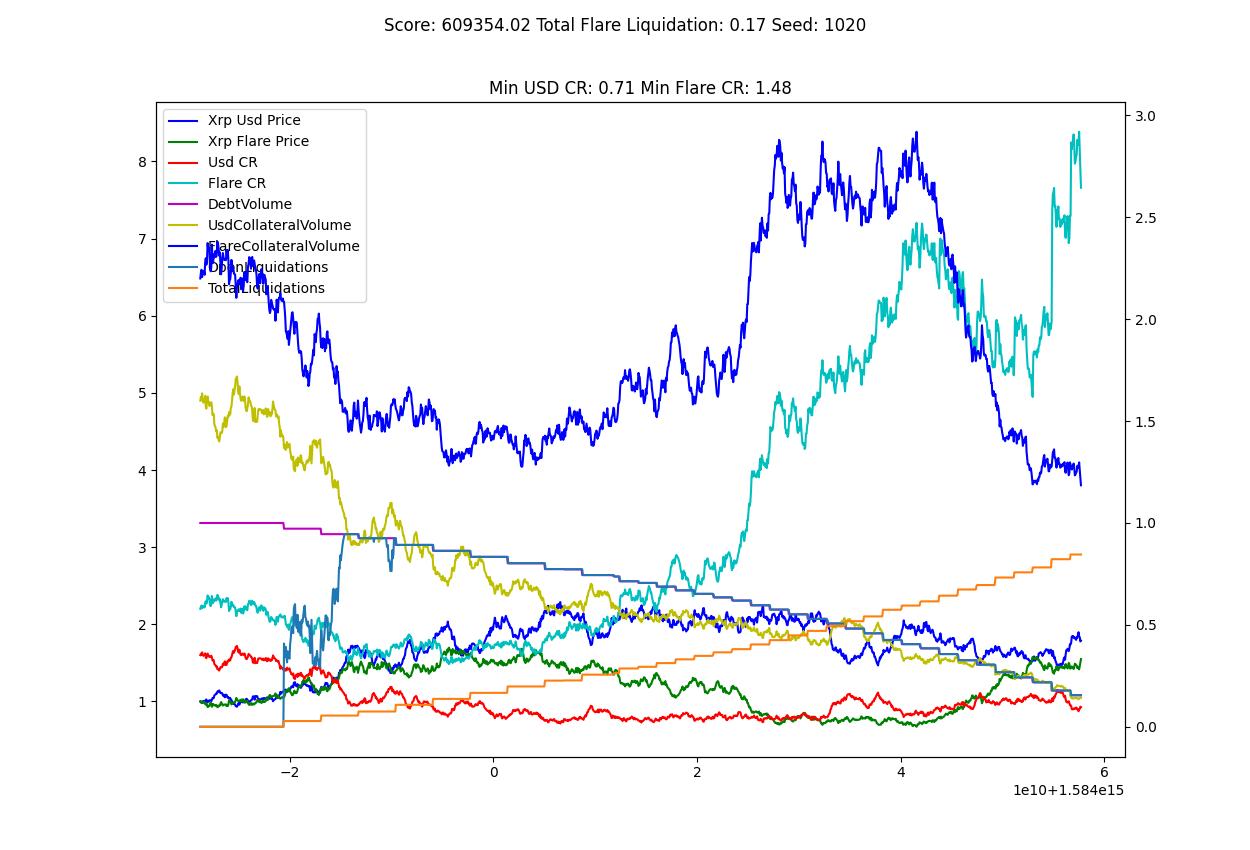 Score: 609354.02 Total Flare Liquidation: 0.17 Seed: 1020
Min USD CR: 0.71 Min Flare CR: 1.48
Xrp Usd Price
Xrp Flare Price
Usd CR
Flare CR
DebtVolume
UsdCollateralVolume
FlareCollateralVolume
OpenLiquidations
TotalLiquidations
8
7
6
5
4
3
2
1
3.0
2.5
2.0
1.5
1.0
0.5
0.0
−2
0
2
4
6
1e10+1.584e15